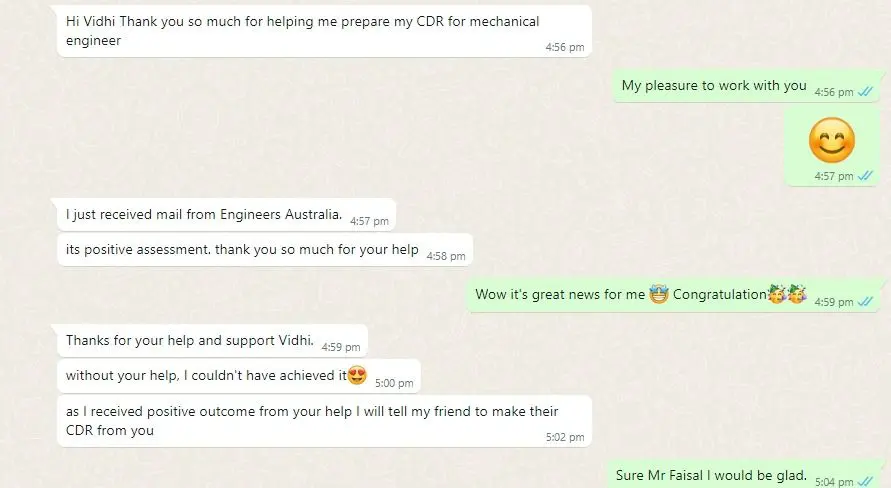 Hi Vidhi Thank you so much for helping me prepare my CDR for mechanical
engineer
4:56 pm
My pleasure to work with you 4:56 pm
4:57 pm
I just received mail from Engineers Australia. 4:57 pm
its positive assessment. thank you so much for your help 4:58 pm
Wow it's great news for me 🤩 Congratulation🥳🥳 4:59 pm
Thanks for your help and support Vidhi. 4:59 pm
without your help, I couldn't have achieved it😍 5:00 pm
as I received positive outcome from your help I will tell my friend to make their
CDR from you
5:02 pm
Sure Mr Faisal I would be glad. 5:04 pm